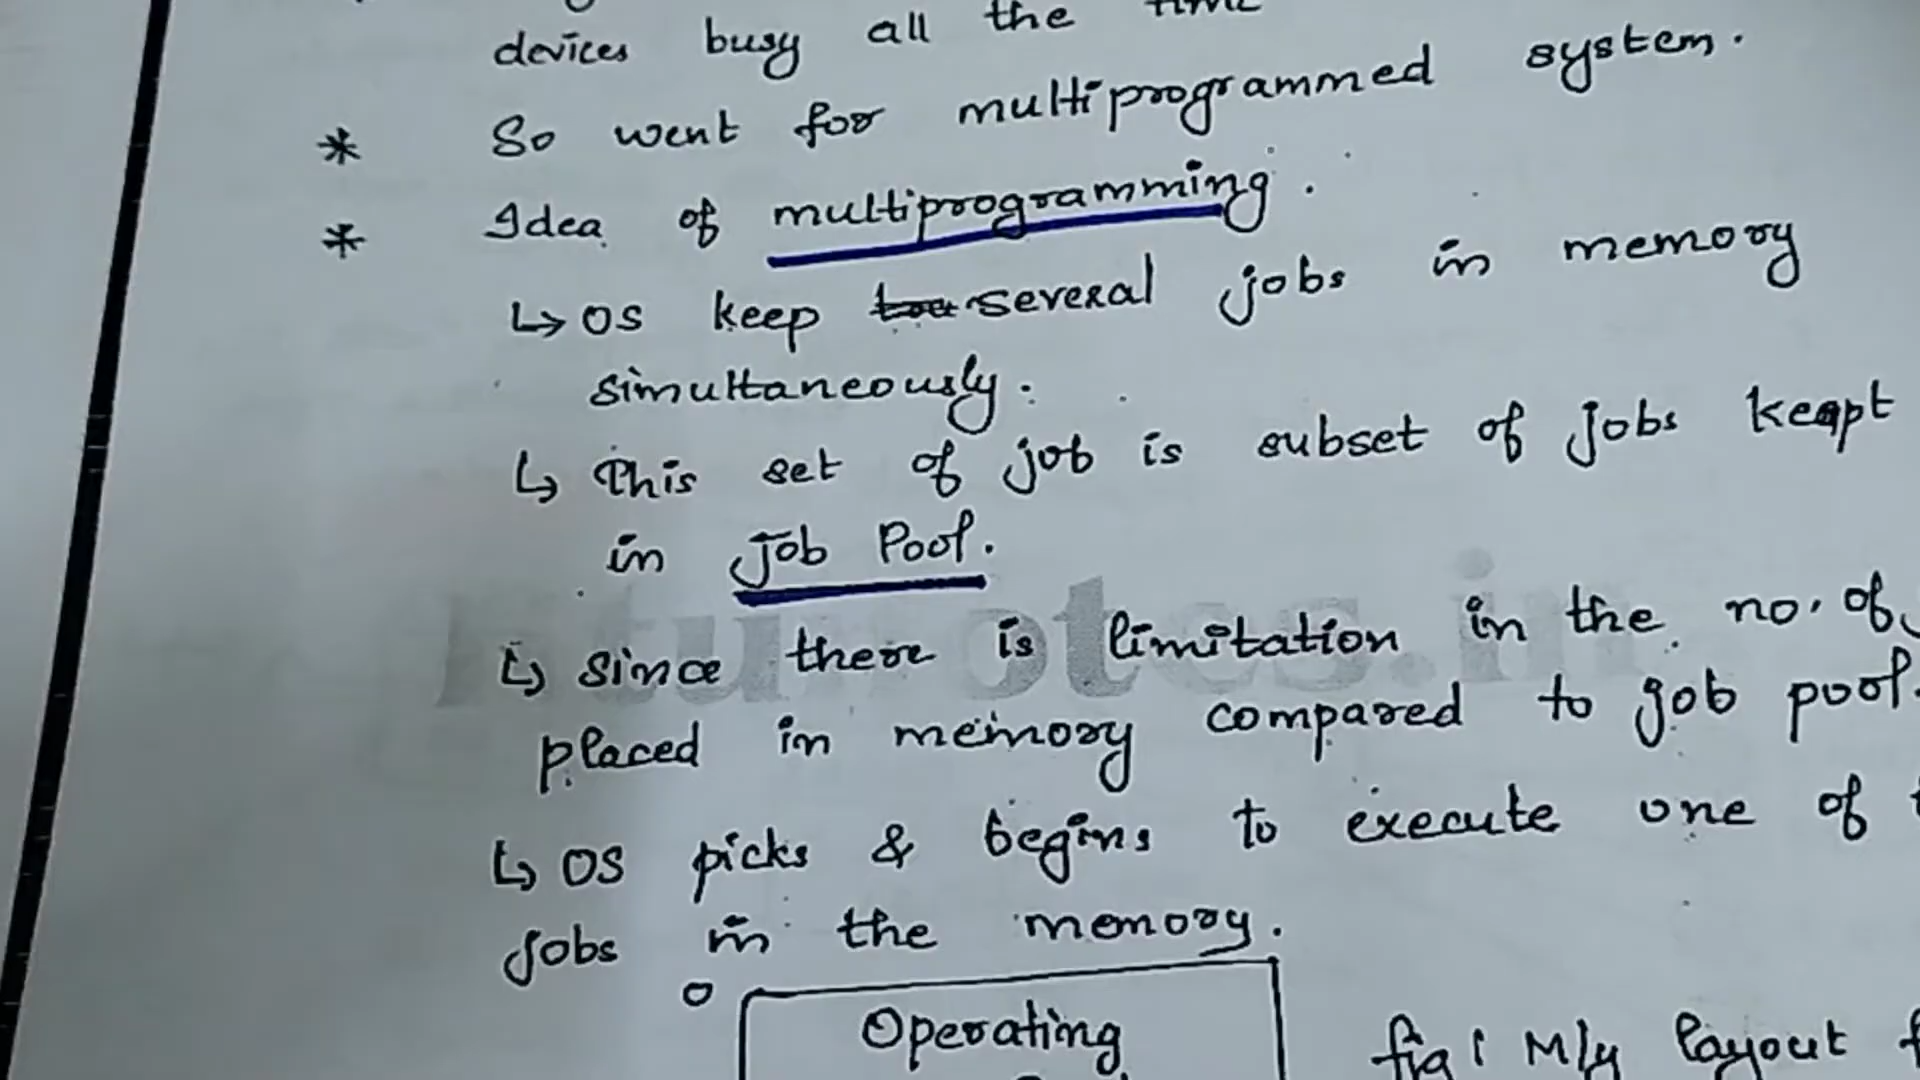 devices busy all the time
* So went for multiprogrammed system.
* Idea of multiprogramming.
↳ OS keep several jobs in memory
simultaneously.
↳ This set of job is subset of jobs keapt
in Job Pool.
↳ Since there is limitation in the no. of
placed in memory compared to job pool.
↳ OS picks & begins to execute one of
jobs in the memory.
0
Operating
fig: M/y layout